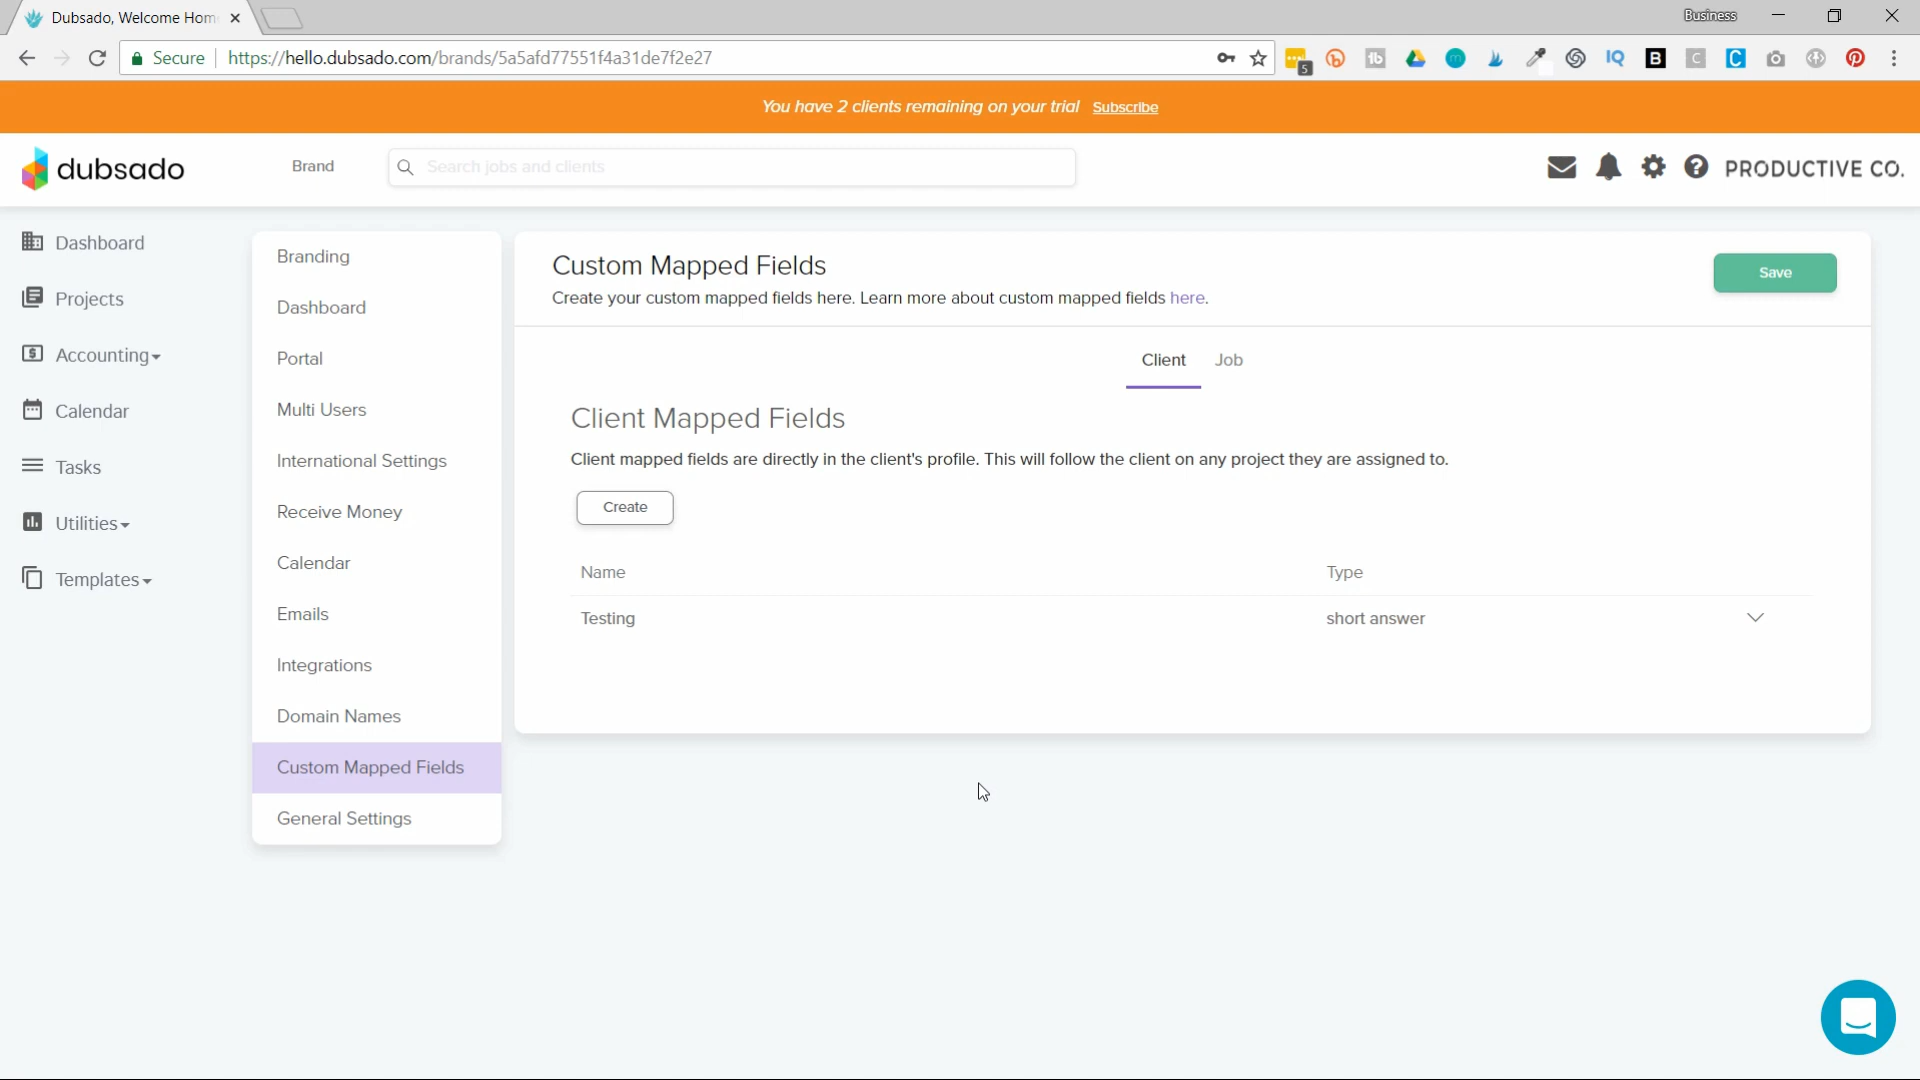 Dubsado, Welcome Hom
Business
Secure
https://hello.dubsado.com/brands/5a5afd77551f4a31de7f2e27
5
tb
m
IQ
B
C
C
You have 2 clients remaining on your trial Subscribe
dubsado
Brand
Search jobs and clients
PRODUCTIVE CO.
Dashboard
Projects
Accounting
Calendar
Tasks
Utilities
Templates
Branding
Dashboard
Portal
Multi Users
International Settings
Receive Money
Calendar
Emails
Integrations
Domain Names
Custom Mapped Fields
General Settings
Custom Mapped Fields
Save
Create your custom mapped fields here. Learn more about custom mapped fields here.
Client Job
Client Mapped Fields
Client mapped fields are directly in the client's profile. This will follow the client on any project they are assigned to.
Create
Name Type
Testing short answer